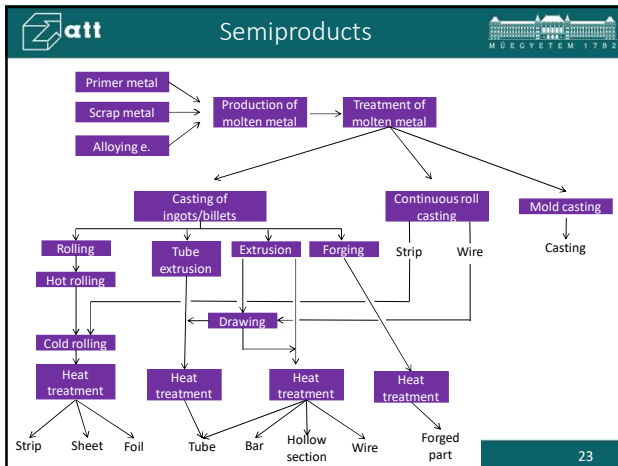 att
Semiproducts
MŰEGYETEM 1782
Primer metal
Scrap metal
Alloying e.
Production of
molten metal
Treatment of
molten metal
Casting of
ingots/billets
Continuous roll
casting
Mold casting
Rolling
Tube
extrusion
Extrusion
Forging
Strip
Wire
Casting
Hot rolling
Drawing
Cold rolling
Heat
treatment
Heat
treatment
Heat
treatment
Heat
treatment
Strip
Sheet
Foil
Tube
Bar
Hollow
section
Wire
Forged
part
23